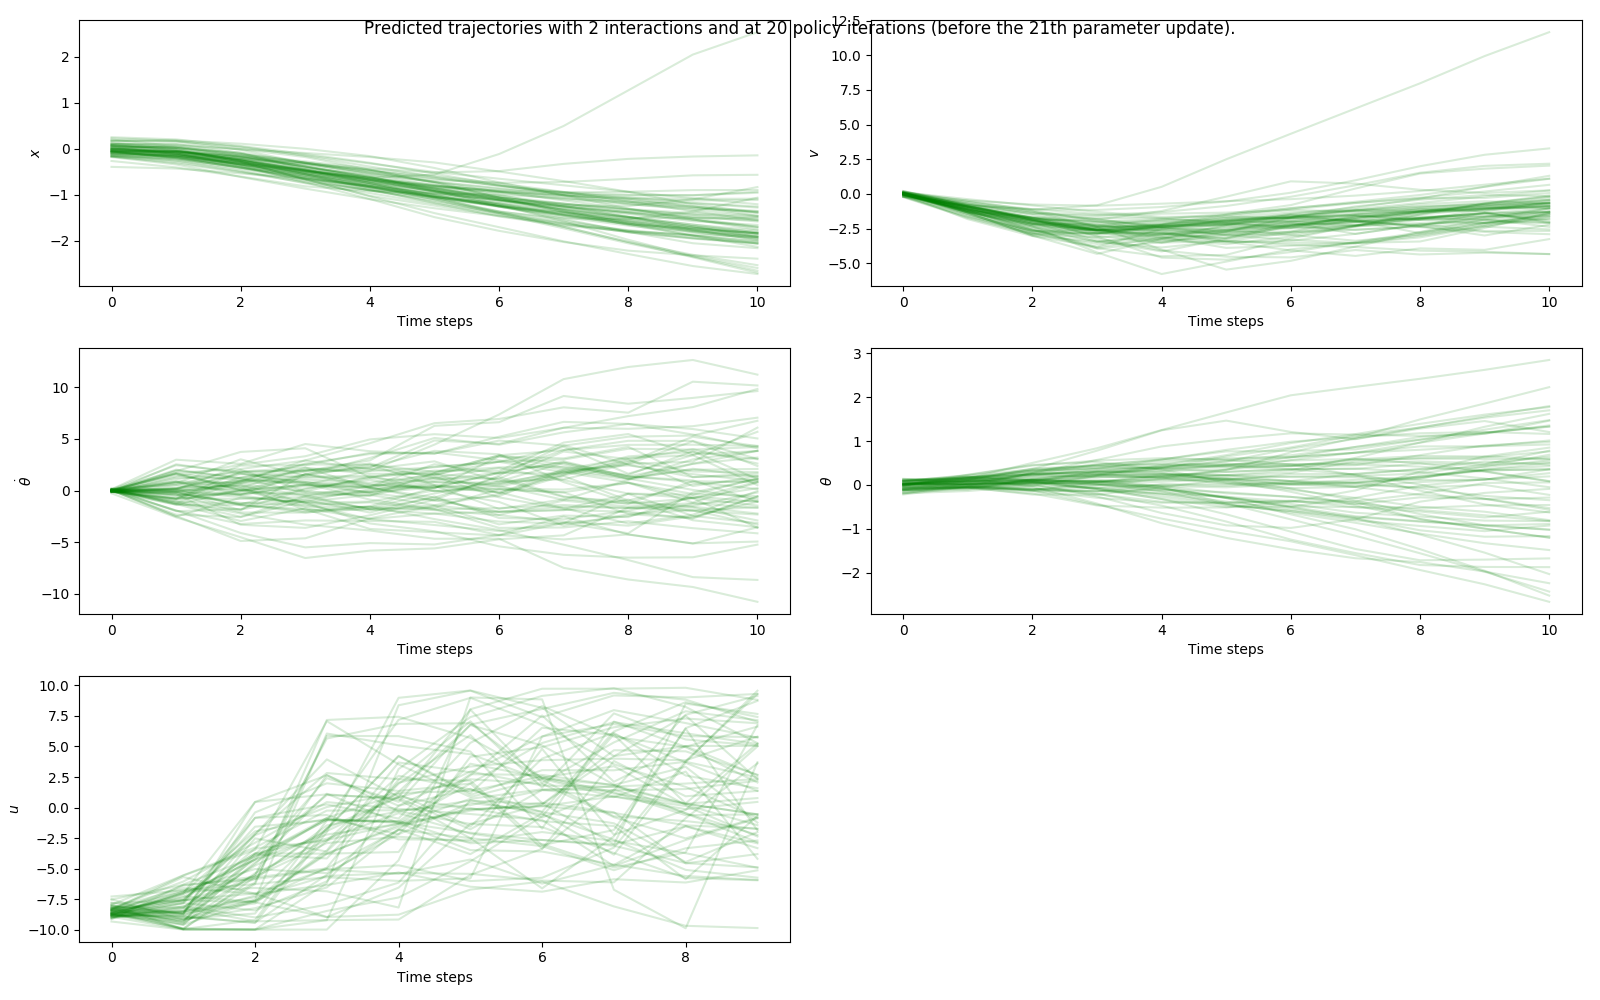 Predicted trajectories with 2 interactions and at 20 policy iterations (before the 21th parameter update).
2
1
0
−1
−2
x
0 2 4 6 8 10
Time steps
12.5
10.0
7.5
5.0
2.5
0.0
−2.5
−5.0
v
0 2 4 6 8 10
Time steps
10
5
0
−5
−10
θ̇
0 2 4 6 8 10
Time steps
3
2
1
0
−1
−2
θ
0 2 4 6 8 10
Time steps
10.0
7.5
5.0
2.5
0.0
−2.5
−5.0
−7.5
−10.0
u
0 2 4 6 8
Time steps